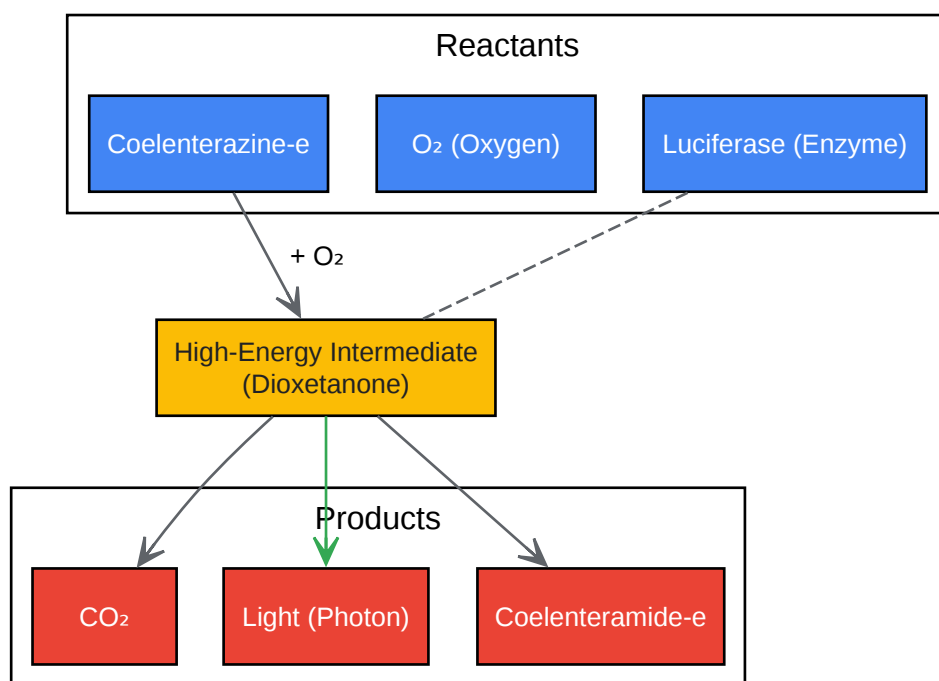 Reactants
Coelenterazine-e
O₂ (Oxygen)
Luciferase (Enzyme)
+ O₂
High-Energy Intermediate
(Dioxetanone)
Products
CO₂
Light (Photon)
Coelenteramide-e